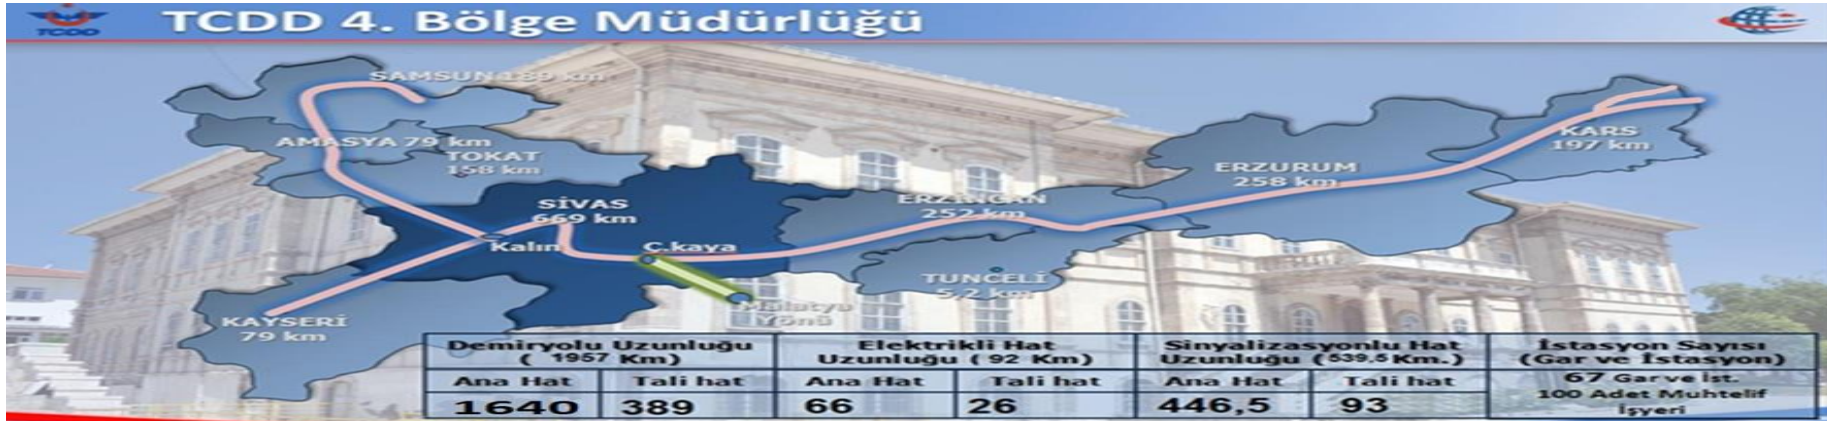 TCDD
TCDD 4. Bölge Müdürlüğü
SAMSUN 189 km
AMASYA 79 km
TOKAT
158 km
SİVAS
669 km
Kalın
Ç.kaya
Malatya
Yönü
KAYSERİ
79 km
ERZİNCAN
252 km
TUNCELİ
5,2 km
ERZURUM
258 km
KARS
197 km
Demiryolu Uzunluğu
( 1957 Km)
Elektrikli Hat
Uzunluğu ( 92 Km)
Sinyalizasyonlu Hat
Uzunluğu (539,5 Km.)
İstasyon Sayısı
(Gar ve İstasyon)
Ana Hat
Tali hat
Ana Hat
Tali hat
Ana Hat
Tali hat
67 Gar ve İst.
100 Adet Muhtelif
İşyeri
1640
389
66
26
446,5
93